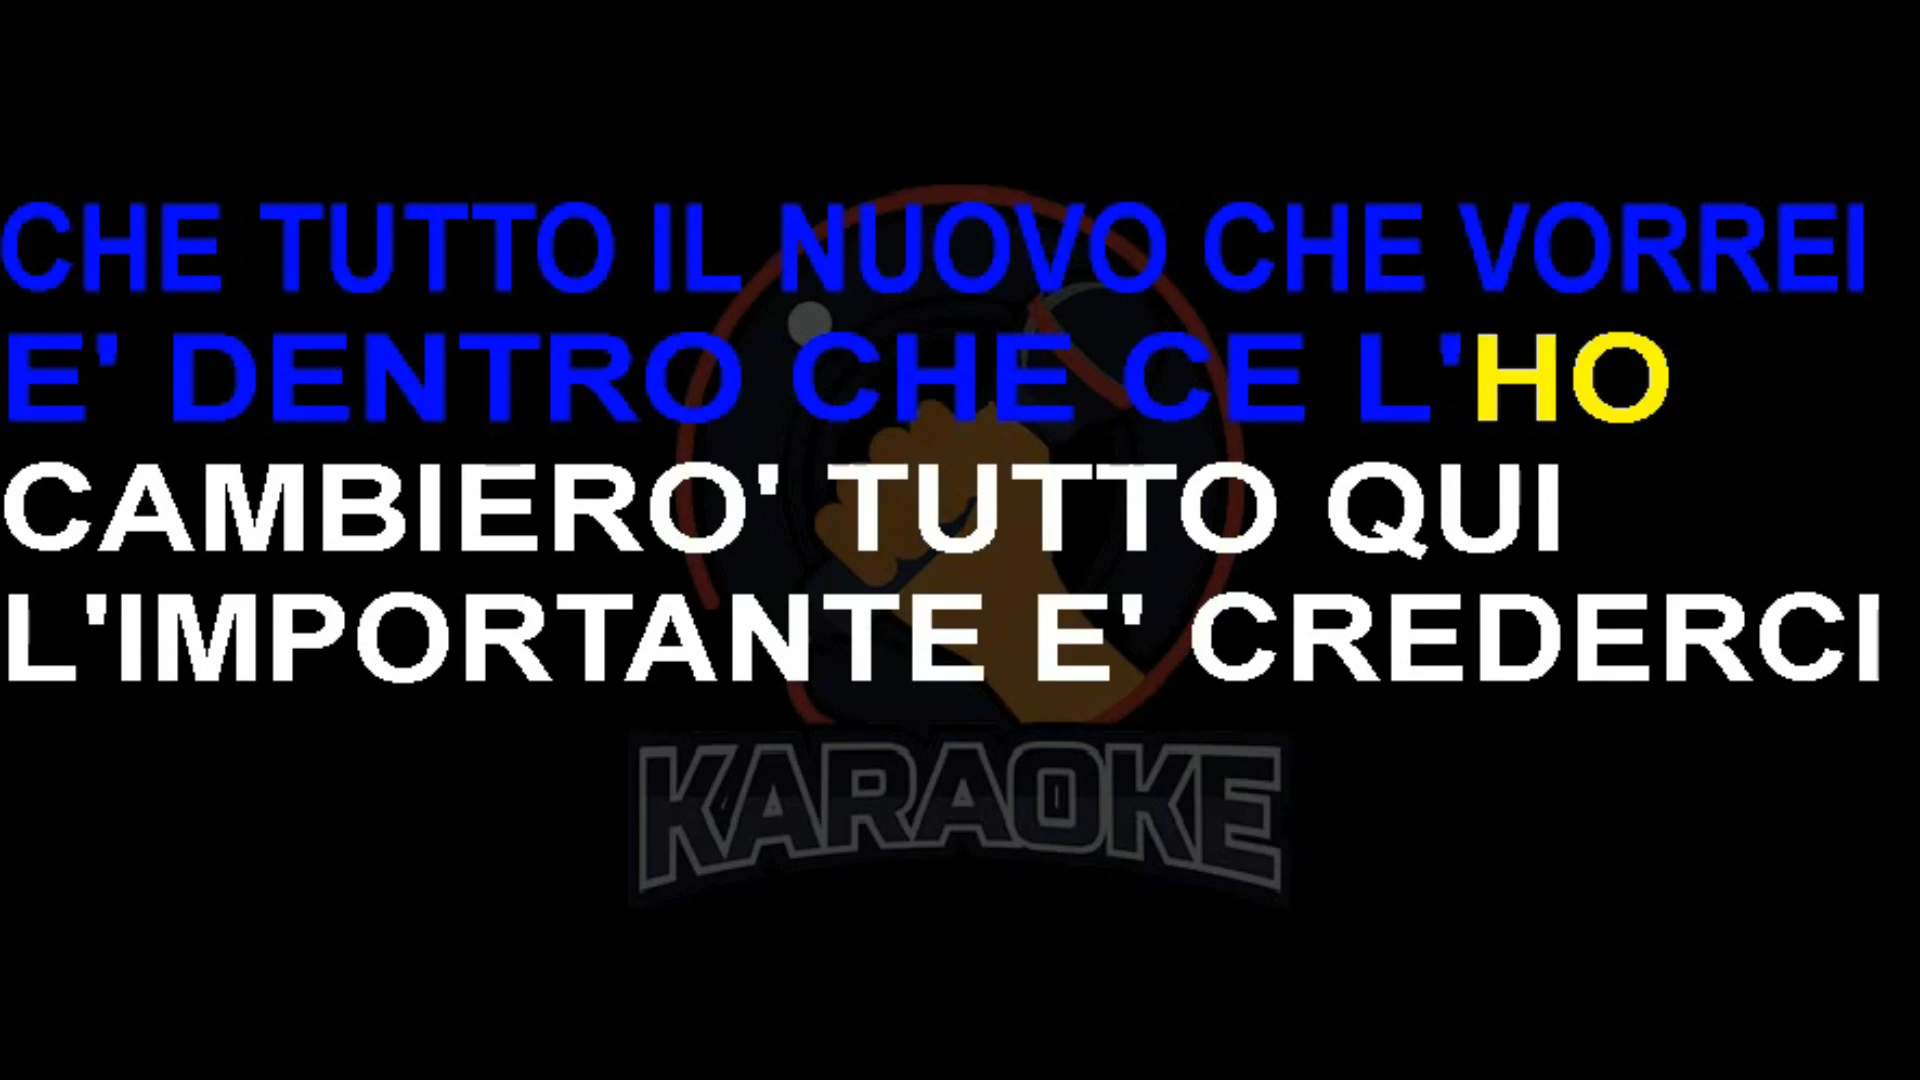 CHE TUTTO IL NUOVO CHE VORREI
E' DENTRO CHE CE L'HO
CAMBIERO' TUTTO QUI
L'IMPORTANTE E' CREDERCI
KARAOKE